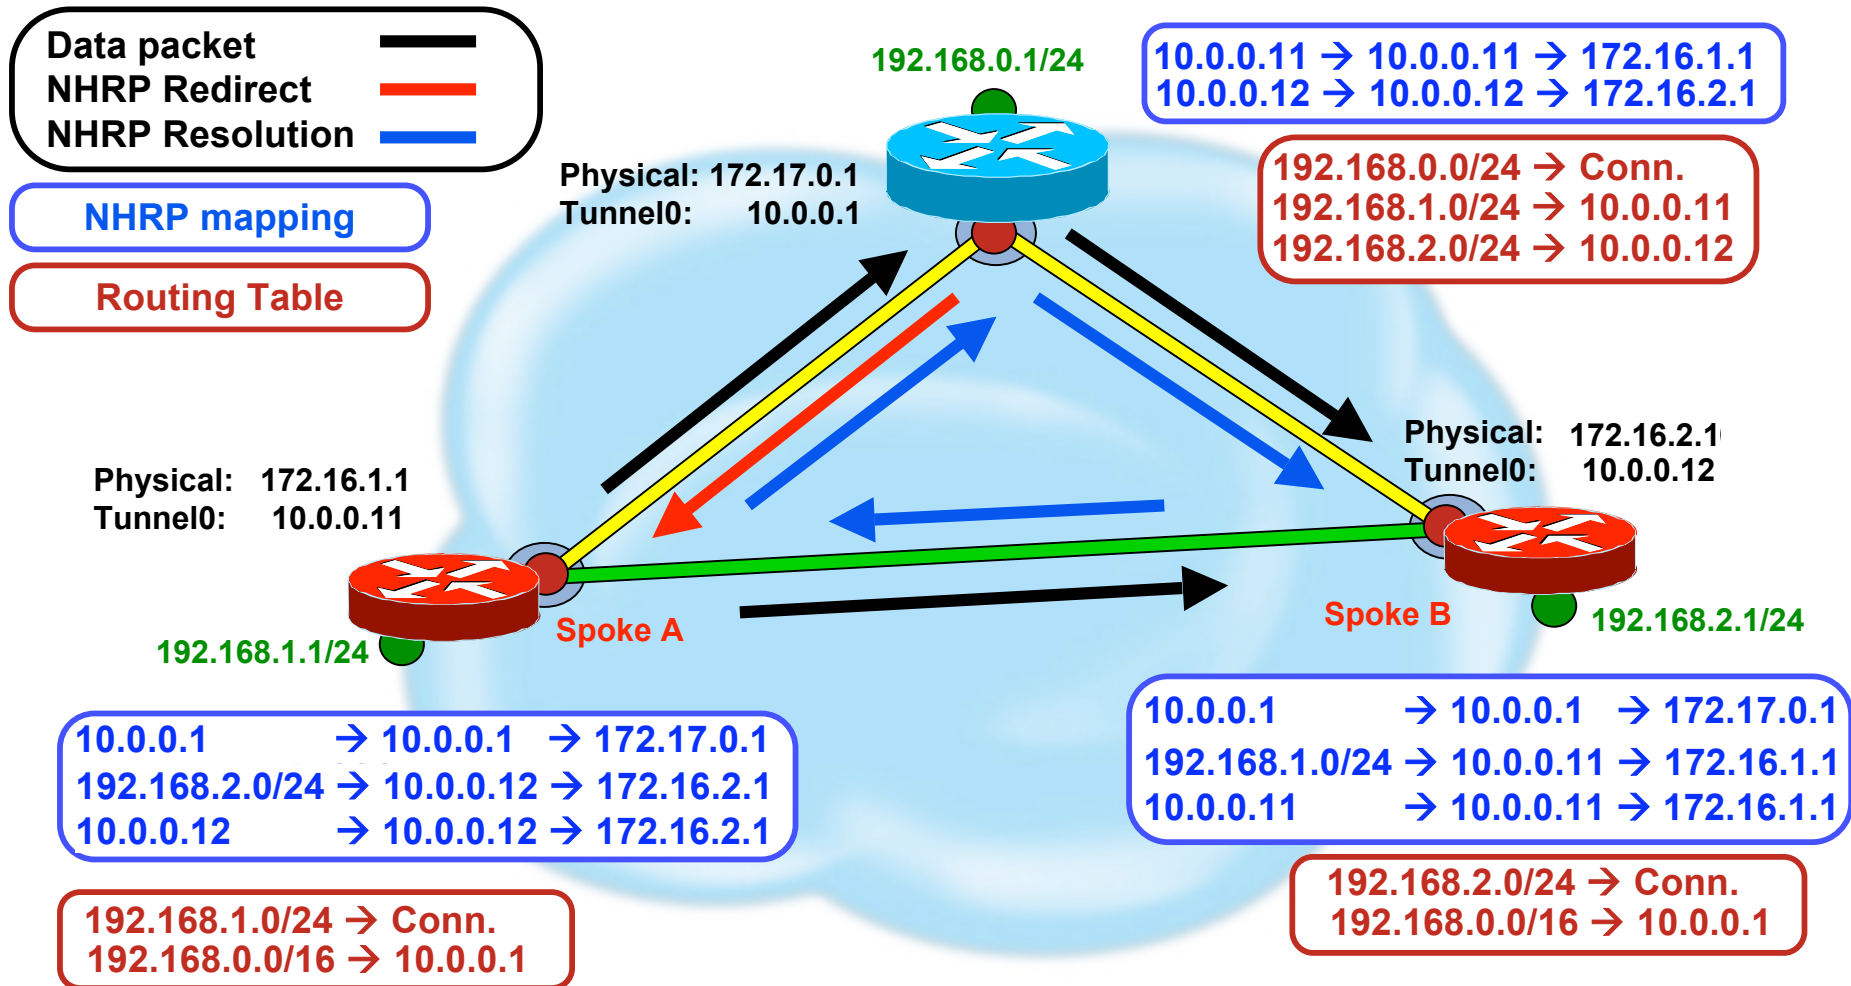 Data packet
NHRP Redirect
NHRP Resolution
NHRP mapping
Routing Table
192.168.0.1/24
10.0.0.11 → 10.0.0.11 → 172.16.1.1
10.0.0.12 → 10.0.0.12 → 172.16.2.1
Physical: 172.17.0.1
Tunnel0: 10.0.0.1
192.168.0.0/24 → Conn.
192.168.1.0/24 → 10.0.0.11
192.168.2.0/24 → 10.0.0.12
Physical: 172.16.1.1
Tunnel0: 10.0.0.11
Physical: 172.16.2.1
Tunnel0: 10.0.0.12
Spoke A
Spoke B
192.168.1.1/24
192.168.2.1/24
10.0.0.1 → 10.0.0.1 → 172.17.0.1
192.168.2.0/24 → 10.0.0.12 → 172.16.2.1
10.0.0.12 → 10.0.0.12 → 172.16.2.1
10.0.0.1 → 10.0.0.1 → 172.17.0.1
192.168.1.0/24 → 10.0.0.11 → 172.16.1.1
10.0.0.11 → 10.0.0.11 → 172.16.1.1
192.168.1.0/24 → Conn.
192.168.0.0/16 → 10.0.0.1
192.168.2.0/24 → Conn.
192.168.0.0/16 → 10.0.0.1